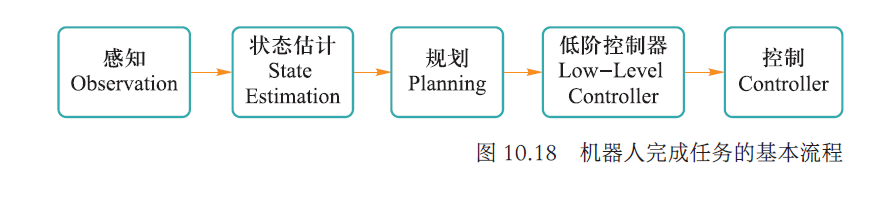 感知
Observation
状态估计
State
Estimation
规划
Planning
低阶控制器
Low-Level
Controller
控制
Controller
图 10.18 机器人完成任务的基本流程